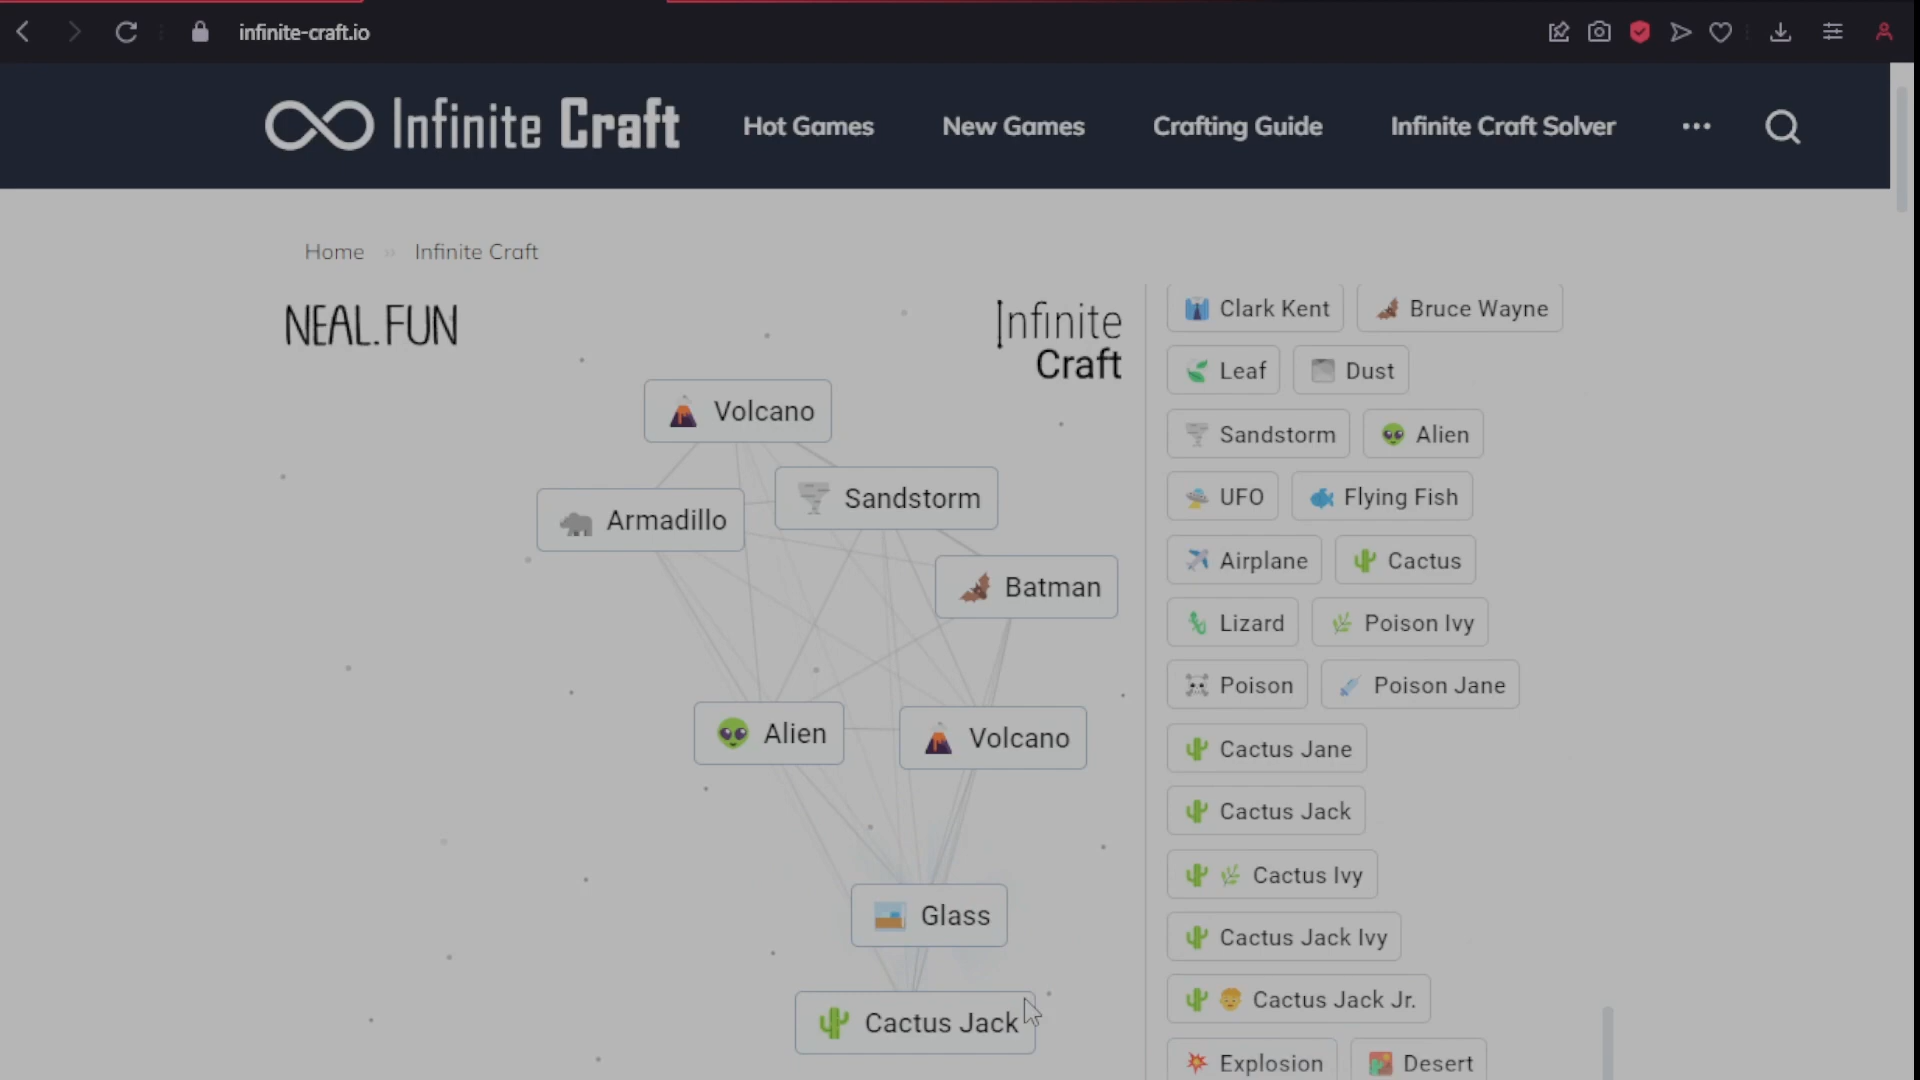 infinite-craft.io
Infinite Craft
Hot Games
New Games
Crafting Guide
Infinite Craft Solver
Home » Infinite Craft
NEAL.FUN
Infinite
Craft
Volcano
Armadillo
Sandstorm
Batman
Alien
Volcano
Glass
Cactus Jack
Clark Kent
Bruce Wayne
Leaf
Dust
Sandstorm
Alien
UFO
Flying Fish
Airplane
Cactus
Lizard
Poison Ivy
Poison
Poison Jane
Cactus Jane
Cactus Jack
Cactus Ivy
Cactus Jack Ivy
Cactus Jack Jr.
Explosion
Desert